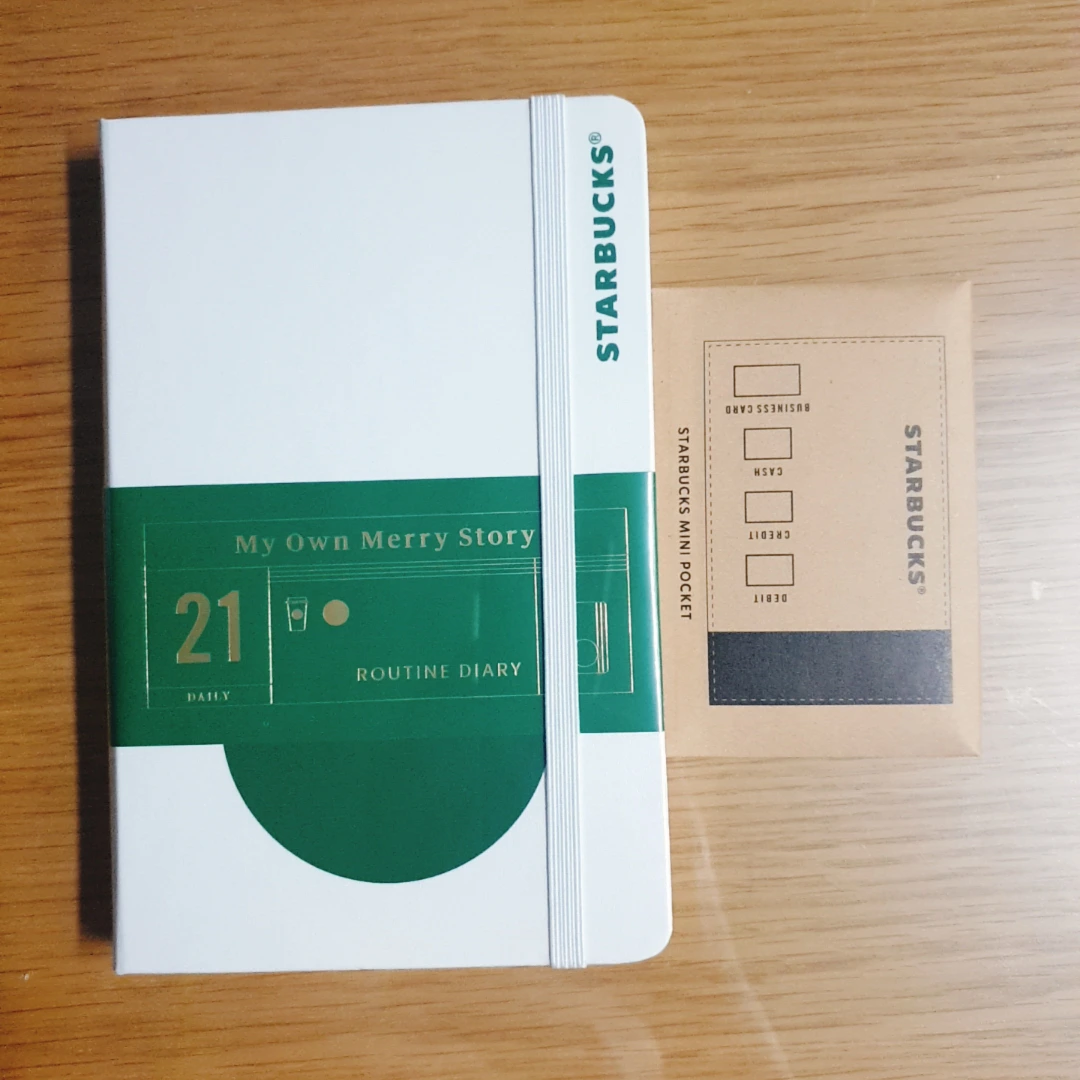 STARBUCKS®
My Own Merry Story
21
DAILY
ROUTINE DIARY
STARBUCKS MINI POCKET
BUSINESS CARD
CASH
CREDIT
DEBIT
STARBUCKS®